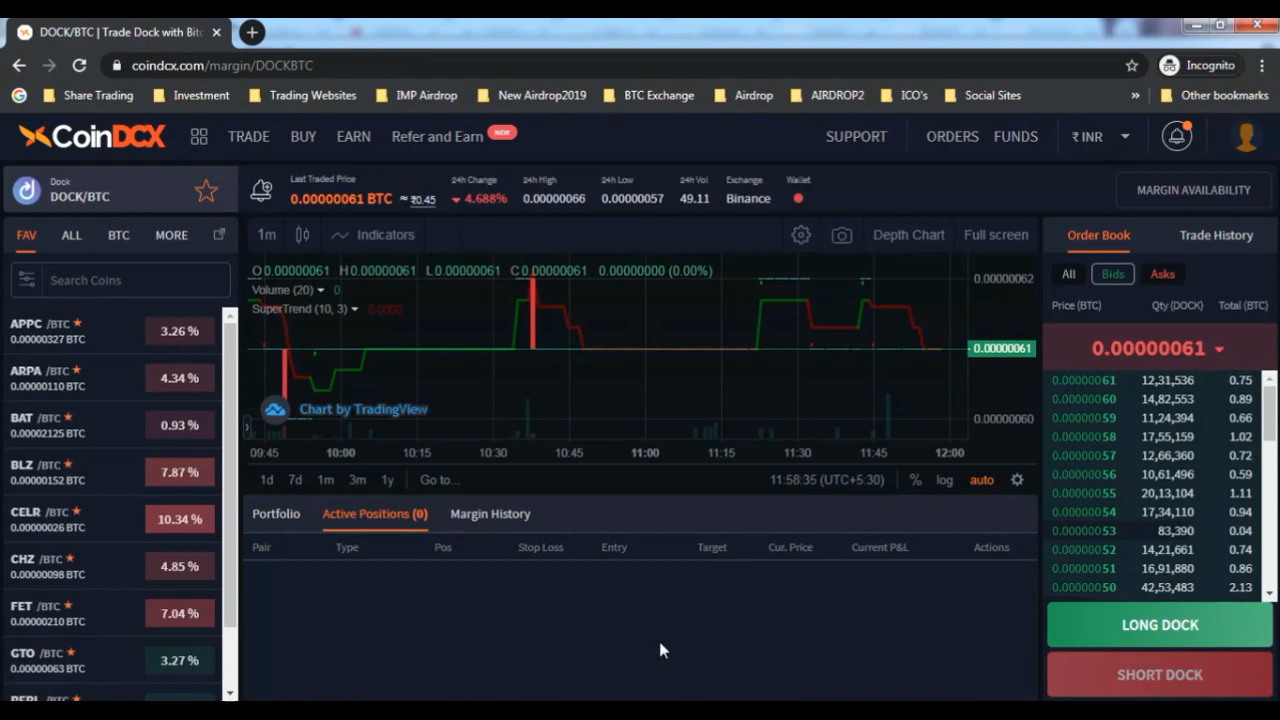 DOCK/BTC | Trade Dock with Bitc
coindcx.com/margin/DOCKBTC
Incognito
Share Trading Investment Trading Websites IMP Airdrop New Airdrop2019 BTC Exchange Airdrop AIRDROP2 ICO's Social Sites » Other bookmarks
CoinDCX TRADE BUY EARN Refer and Earn NEW SUPPORT ORDERS FUNDS ₹ INR
Dock
DOCK/BTC
Last Traded Price 24h Change 24h High 24h Low 24h Vol Exchange Wallet
0.00000061 BTC ≈ ₹0.45 4.688% 0.00000066 0.00000057 49.11 Binance
MARGIN AVAILABILITY
FAV ALL BTC MORE
Search Coins
APPC /BTC 3.26 %
0.00000327 BTC
ARPA /BTC 4.34 %
0.00000110 BTC
BAT /BTC 0.93 %
0.00002125 BTC
BLZ /BTC 7.87 %
0.00000152 BTC
CELR /BTC 10.34 %
0.00000026 BTC
CHZ /BTC 4.85 %
0.00000098 BTC
FET /BTC 7.04 %
0.00000210 BTC
GTO /BTC 3.27 %
0.00000063 BTC
1m Indicators Depth Chart Full screen
O0.00000061 H0.00000061 L0.00000061 C0.00000061 0.00000000 (0.00%)
Volume (20) 0
SuperTrend (10, 3) 0.0000
0.00000062
0.00000061
0.00000060
Chart by TradingView
09:45 10:00 10:15 10:30 10:45 11:00 11:15 11:30 11:45 12:00
1d 7d 1m 3m 1y Go to... 11:58:35 (UTC+5:30) % log auto
Portfolio Active Positions (0) Margin History
Pair Type Pos Stop Loss Entry Target Cur. Price Current P&L Actions
Order Book Trade History
All Bids Asks
Price (BTC) Qty (DOCK) Total (BTC)
0.00000061
0.00000061 12,31,536 0.75
0.00000060 14,82,553 0.89
0.00000059 11,24,394 0.66
0.00000058 17,55,159 1.02
0.00000057 12,66,360 0.72
0.00000056 10,61,496 0.59
0.00000055 20,13,104 1.11
0.00000054 17,34,110 0.94
0.00000053 83,390 0.04
0.00000052 14,21,661 0.74
0.00000051 16,91,880 0.86
0.00000050 42,53,483 2.13
LONG DOCK
SHORT DOCK